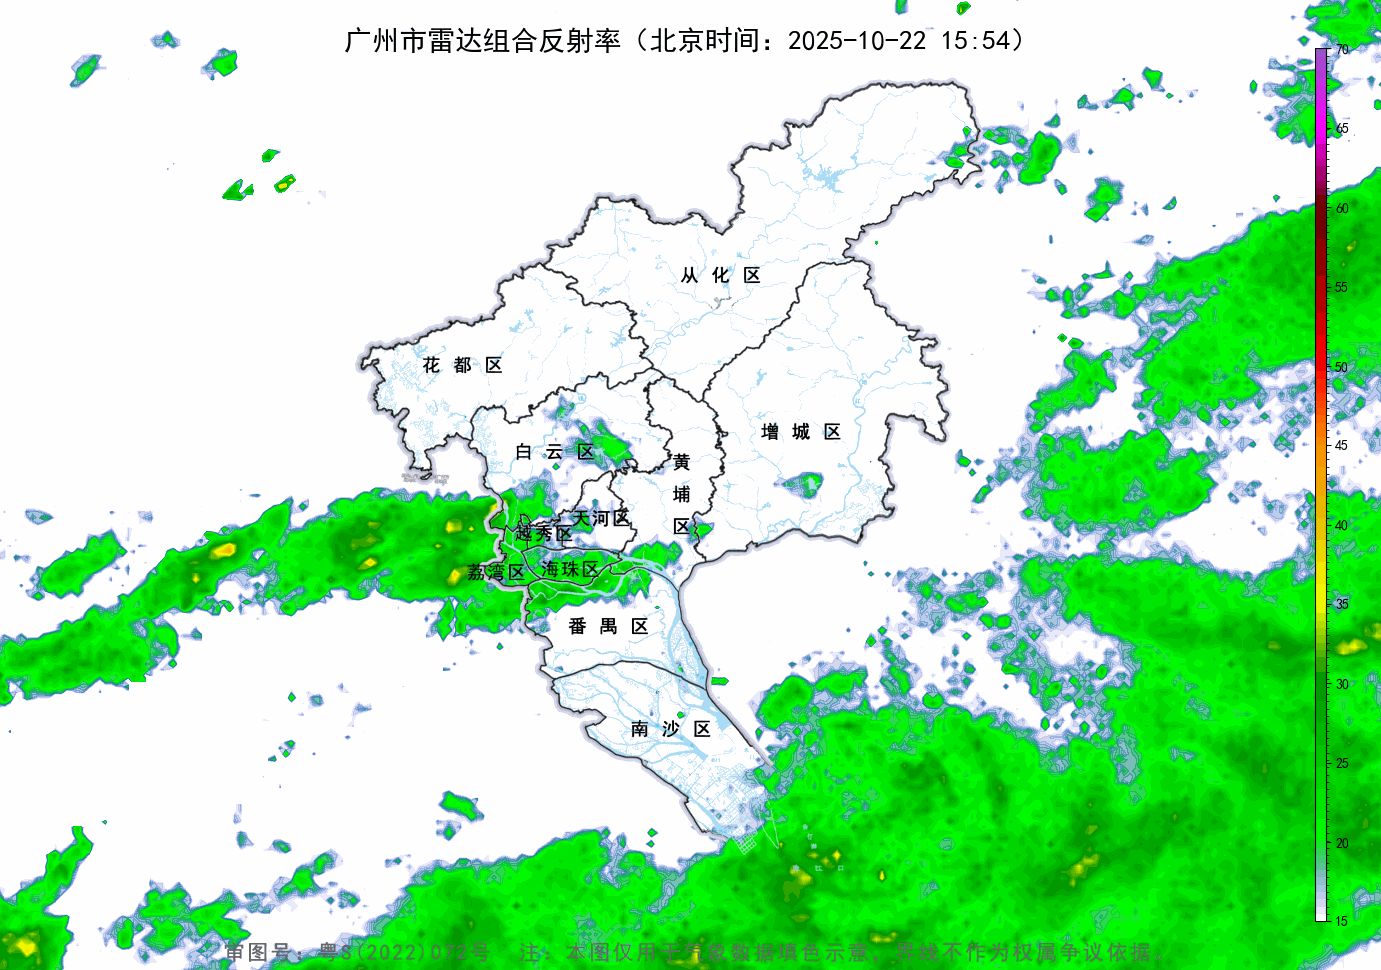 广州市雷达组合反射率（北京时间：2025-10-22 15:54）
70
65
60
55
50
45
40
35
30
25
20
15
从化区
花都区
增城区
白云区
黄埔区
天河区
越秀区
荔湾区
海珠区
番禺区
南沙区
审图号：粤S(2022)072号 注：本图仅用于气象数据填色示意，界线不作为权属争议依据。